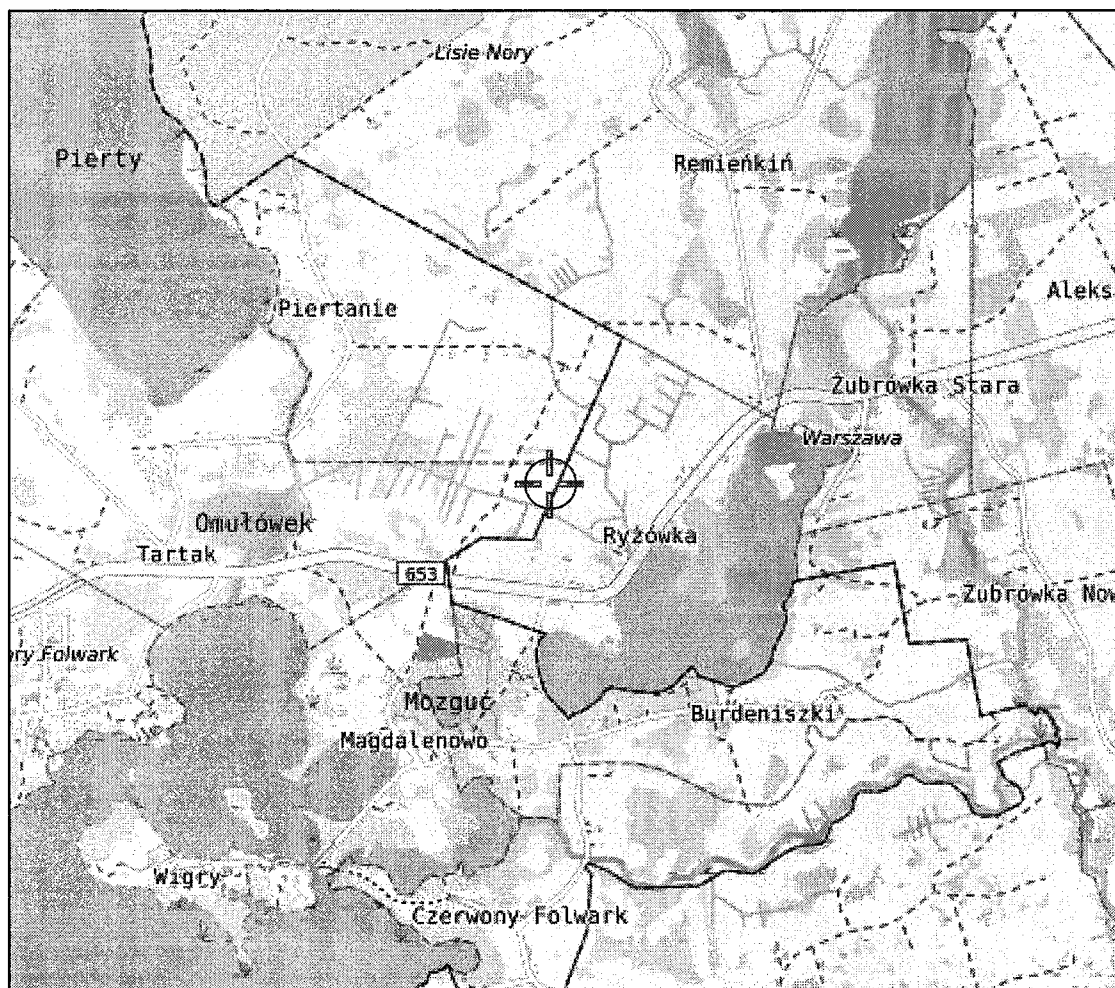 Lisie Nory
Pierty
Remieńkiń
Piertanie
Aleks
Żubrówka Stara
Warszawa
Omułówek
Ryżówka
Tartak
653
Żubrówka Now
ary Folwark
Mozguć
Burdeniszki
Magdalenowo
Wigry
Czerwony Folwark